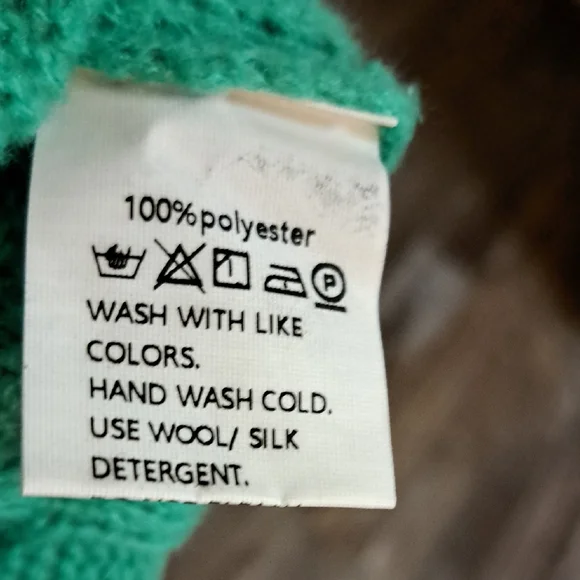 100%polyester
P
WASH WITH LIKE
COLORS.
HAND WASH COLD.
USE WOOL/ SILK
DETERGENT.